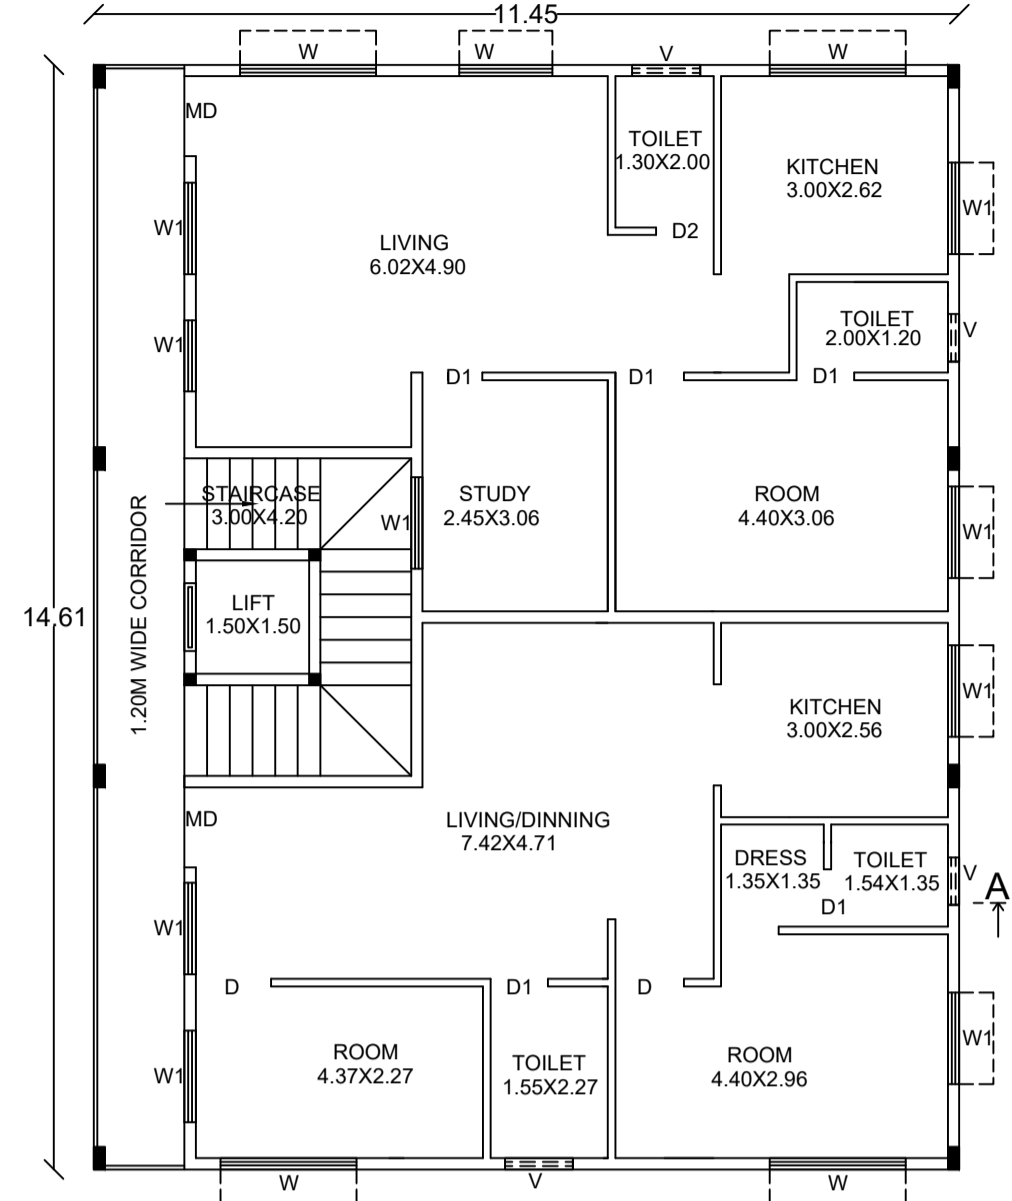 11.45
W
W
V
W
MD
TOILET
1.30X2.00
KITCHEN
3.00X2.62
W1
W1
D2
LIVING
6.02X4.90
TOILET
2.00X1.20
V
W1
D1
D1
D1
STAIRCASE
3.00X4.20
STUDY
2.45X3.06
ROOM
4.40X3.06
W1
W1
1.20M WIDE CORRIDOR
14.61
LIFT
1.50X1.50
W1
KITCHEN
3.00X2.56
MD
LIVING/DINNING
7.42X4.71
DRESS
1.35X1.35
TOILET
1.54X1.35
V
A
D1
W1
D
D1
D
W1
ROOM
4.37X2.27
TOILET
1.55X2.27
ROOM
4.40X2.96
W1
W
V
W